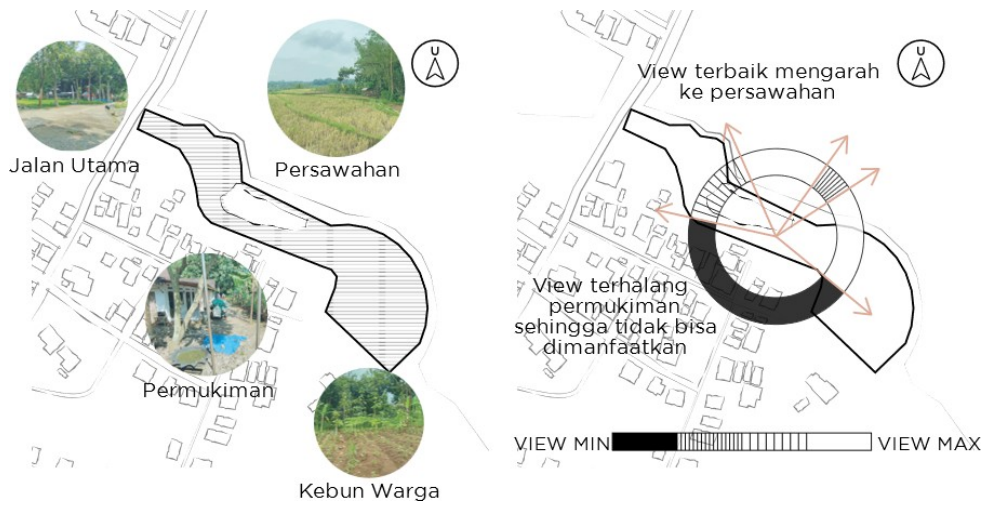 U
Jalan Utama
Persawahan
Permukiman
Kebun Warga
U
View terbaik mengarah
ke persawahan
View terhalang
permukiman
sehingga tidak bisa
dimanfaatkan
VIEW MIN
VIEW MAX